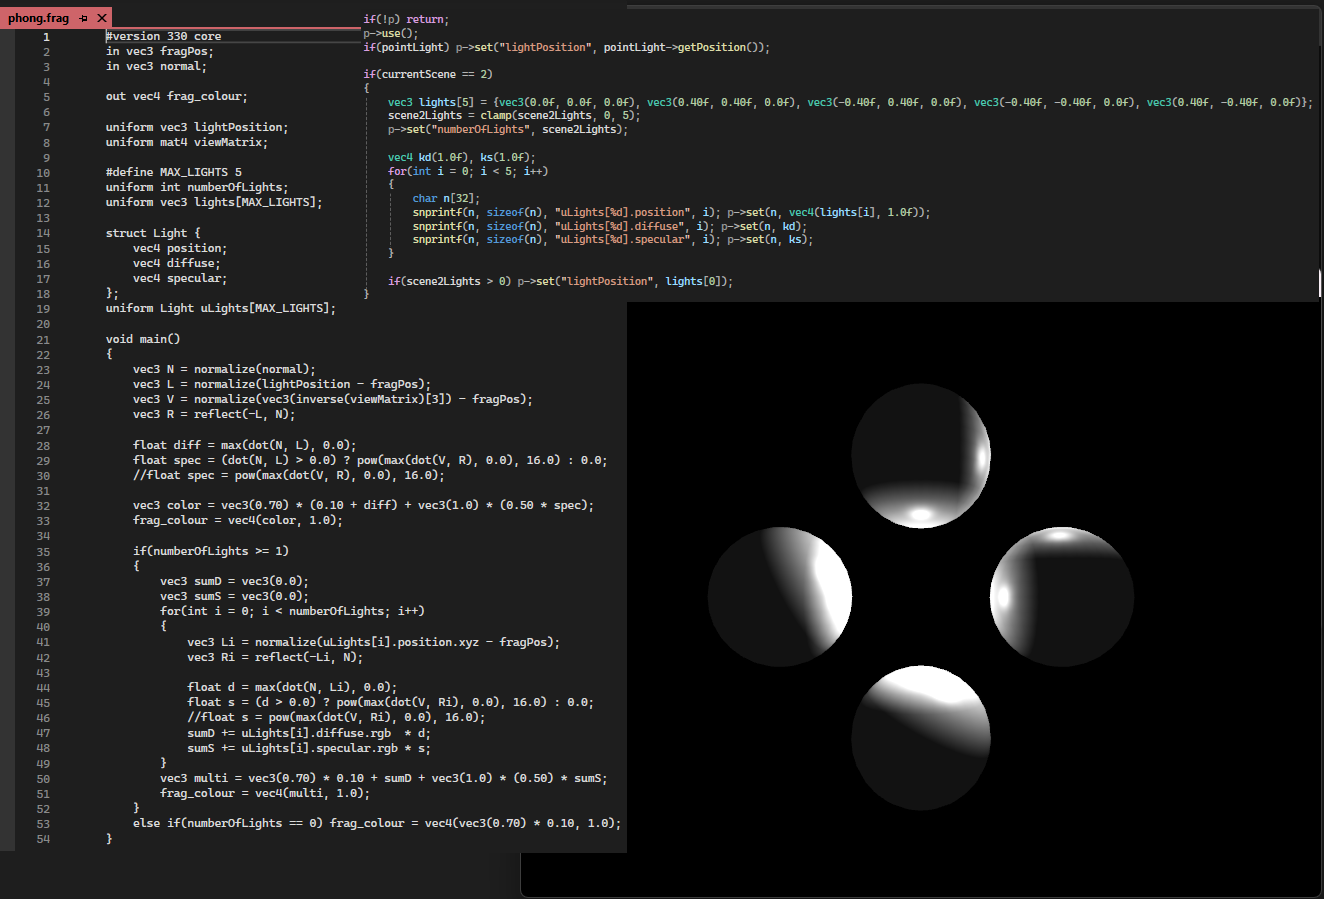 phong.frag
1 #version 330 core
2 in vec3 fragPos;
3 in vec3 normal;
4
5 out vec4 frag_colour;
6
7 uniform vec3 lightPosition;
8 uniform mat4 viewMatrix;
9
10 #define MAX_LIGHTS 5
11 uniform int numberOfLights;
12 uniform vec3 lights[MAX_LIGHTS];
13
14 struct Light {
15 vec4 position;
16 vec4 diffuse;
17 vec4 specular;
18 };
19 uniform Light uLights[MAX_LIGHTS];
20
21 void main()
22 {
23 vec3 N = normalize(normal);
24 vec3 L = normalize(lightPosition - fragPos);
25 vec3 V = normalize(vec3(inverse(viewMatrix)[3]) - fragPos);
26 vec3 R = reflect(-L, N);
27
28 float diff = max(dot(N, L), 0.0);
29 float spec = (dot(N, L) > 0.0) ? pow(max(dot(V, R), 0.0), 16.0) : 0.0;
30 //float spec = pow(max(dot(V, R), 0.0), 16.0);
31
32 vec3 color = vec3(0.70) * (0.10 + diff) + vec3(1.0) * (0.50 * spec);
33 frag_colour = vec4(color, 1.0);
34
35 if(numberOfLights >= 1)
36 {
37 vec3 sumD = vec3(0.0);
38 vec3 sumS = vec3(0.0);
39 for(int i = 0; i < numberOfLights; i++)
40 {
41 vec3 Li = normalize(uLights[i].position.xyz - fragPos);
42 vec3 Ri = reflect(-Li, N);
43
44 float d = max(dot(N, Li), 0.0);
45 float s = (d > 0.0) ? pow(max(dot(V, Ri), 0.0), 16.0) : 0.0;
46 //float s = pow(max(dot(V, Ri), 0.0), 16.0);
47 sumD += uLights[i].diffuse.rgb  * d;
48 sumS += uLights[i].specular.rgb * s;
49 }
50 vec3 multi = vec3(0.70) * 0.10 + sumD + vec3(1.0) * (0.50) * sumS;
51 frag_colour = vec4(multi, 1.0);
52 }
53 else if(numberOfLights == 0) frag_colour = vec4(vec3(0.70) * 0.10, 1.0);
54 }
if(!p) return;
p->use();
if(pointLight) p->set("lightPosition", pointLight->getPosition());

if(currentScene == 2)
{
vec3 lights[5] = {vec3(0.0f, 0.0f, 0.0f), vec3(0.40f, 0.40f, 0.0f), vec3(-0.40f, 0.40f, 0.0f), vec3(-0.40f, -0.40f, 0.0f), vec3(0.40f, -0.40f, 0.0f)};
scene2Lights = clamp(scene2Lights, 0, 5);
p->set("numberOfLights", scene2Lights);

vec4 kd(1.0f), ks(1.0f);
for(int i = 0; i < 5; i++)
{
char n[32];
snprintf(n, sizeof(n), "uLights[%d].position", i); p->set(n, vec4(lights[i], 1.0f));
snprintf(n, sizeof(n), "uLights[%d].diffuse", i); p->set(n, kd);
snprintf(n, sizeof(n), "uLights[%d].specular", i); p->set(n, ks);
}

if(scene2Lights > 0) p->set("lightPosition", lights[0]);
}